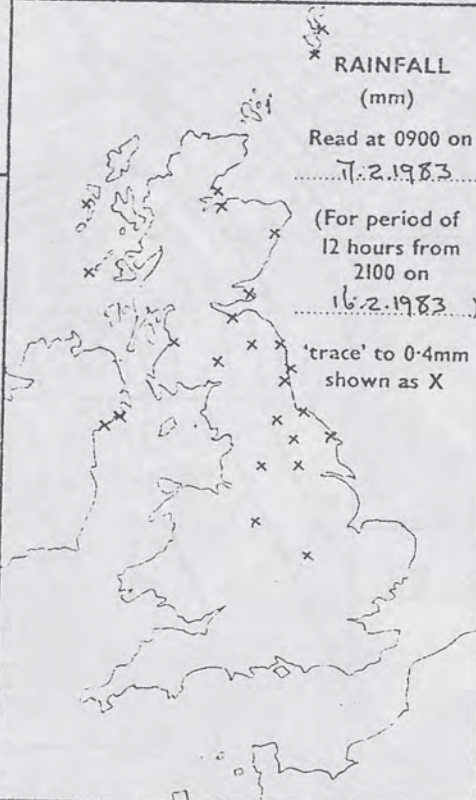 RAINFALL
(mm)
Read at 0900 on
17.2.1983
(For period of
12 hours from
2100 on
16.2.1983)
'trace' to 0·4mm
shown as X